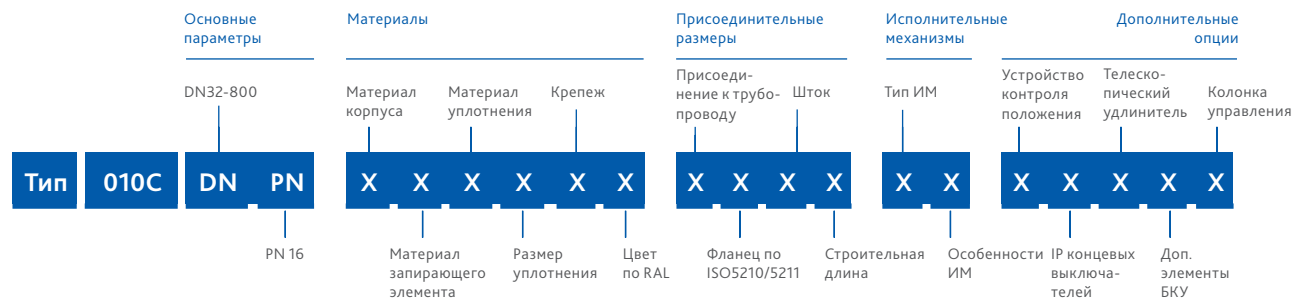 Основные
параметры
Материалы
Присоединительные
размеры
Исполнительные
механизмы
Дополнительные
опции
DN32-800
Материал
корпуса
Материал
уплотнения
Крепеж
Присоеди-
нение к трубо-
проводу
Шток
Тип ИМ
Устройство
контроля
положения
Телеско-
пический
удлинитель
Колонка
управления
Тип 010C DN PN X X X X X X X X X X X X X X X X X
PN 16
Материал
запирающего
элемента
Размер
уплотнения
Цвет
по RAL
Фланец по
ISO5210/5211
Строительная
длина
Особенности
ИМ
IP концевых
выключа-
телей
Доп.
элементы
БКУ